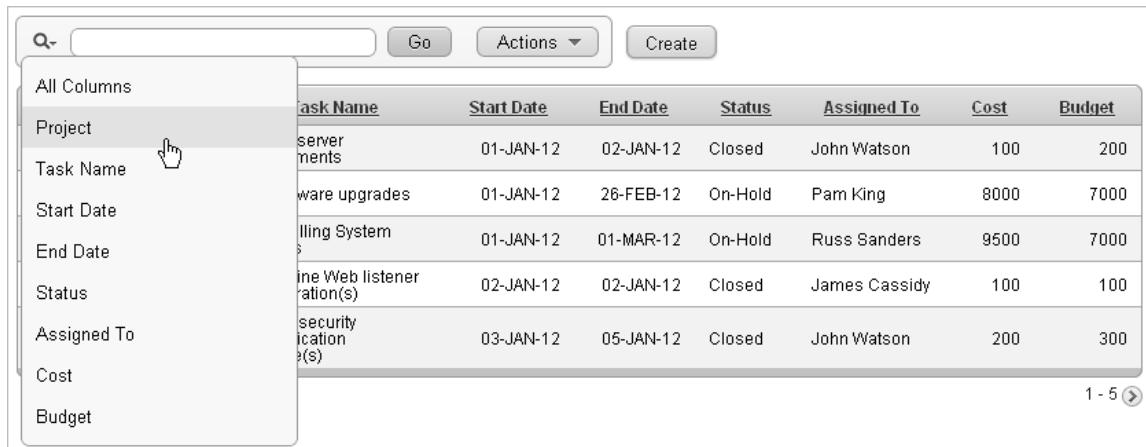 Go Actions Create
All Columns
Project
Task Name
Start Date
End Date
Status
Assigned To
Cost
Budget
Task Name Start Date End Date Status Assigned To Cost Budget
server
ments 01-JAN-12 02-JAN-12 Closed John Watson 100 200
ware upgrades 01-JAN-12 26-FEB-12 On-Hold Pam King 8000 7000
lling System
01-JAN-12 01-MAR-12 On-Hold Russ Sanders 9500 7000
ine Web listener
ration(s) 02-JAN-12 02-JAN-12 Closed James Cassidy 100 100
security
ication 03-JAN-12 05-JAN-12 Closed John Watson 200 300
e(s)
1 - 5